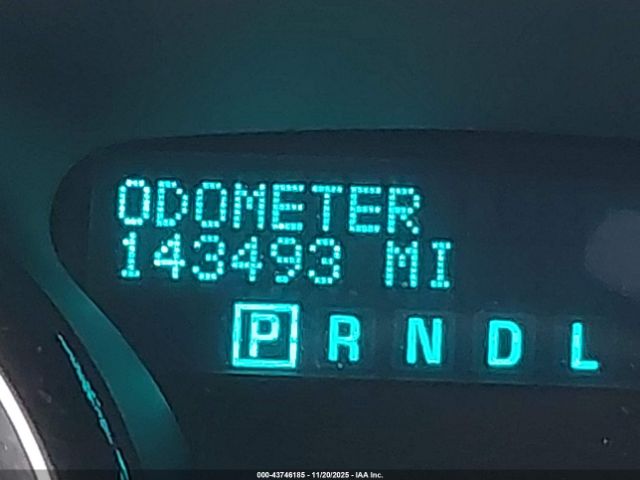 ODOMETER
143493 MI
P R N D L
000-43746185 - 11/20/2025 - IAA Inc.